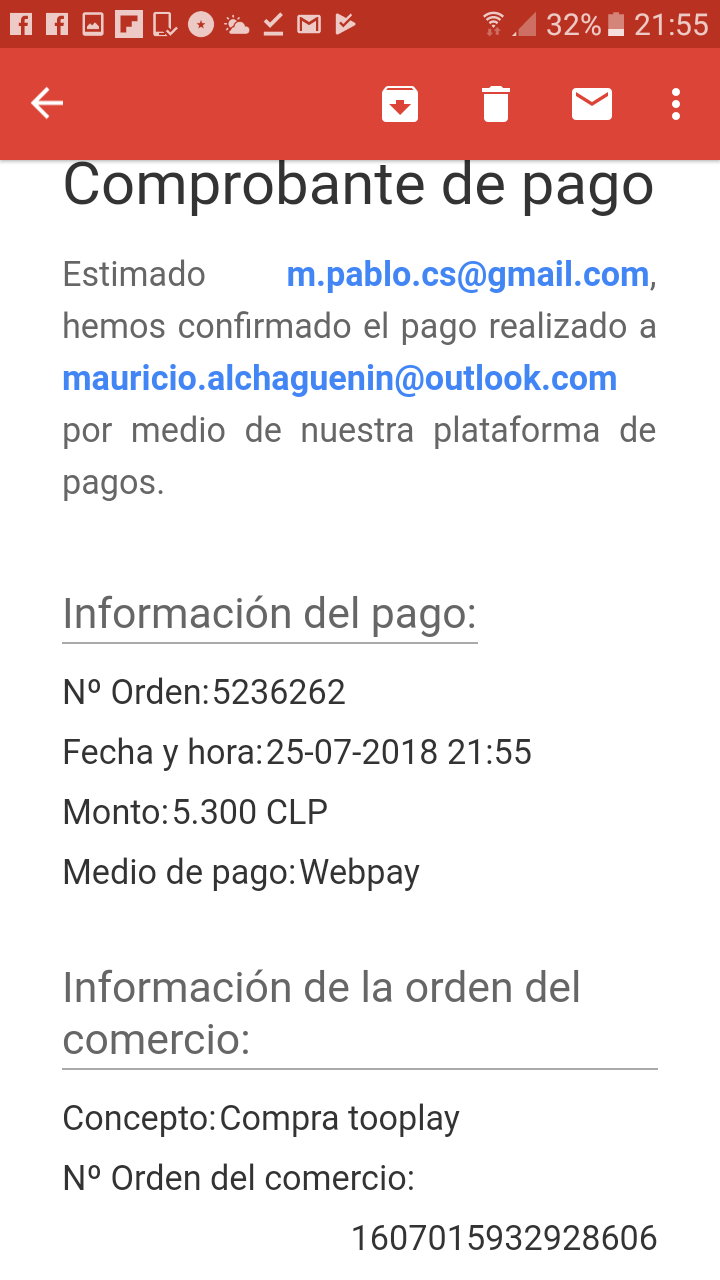 32% 21:55
Comprobante de pago
Estimado m.pablo.cs@gmail.com,
hemos confirmado el pago realizado a
mauricio.alchaguenin@outlook.com
por medio de nuestra plataforma de
pagos.
Información del pago:
Nº Orden:5236262
Fecha y hora:25-07-2018 21:55
Monto:5.300 CLP
Medio de pago:Webpay
Información de la orden del
comercio:
Concepto:Compra tooplay
Nº Orden del comercio:
1607015932928606